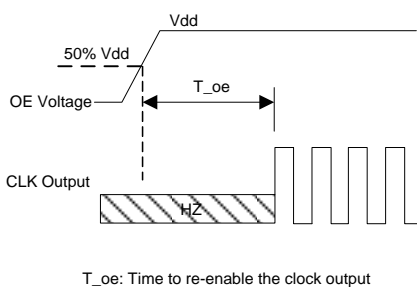 Vdd
50% Vdd
T_oe
OE Voltage
CLK Output
HZ
T_oe: Time to re-enable the clock output